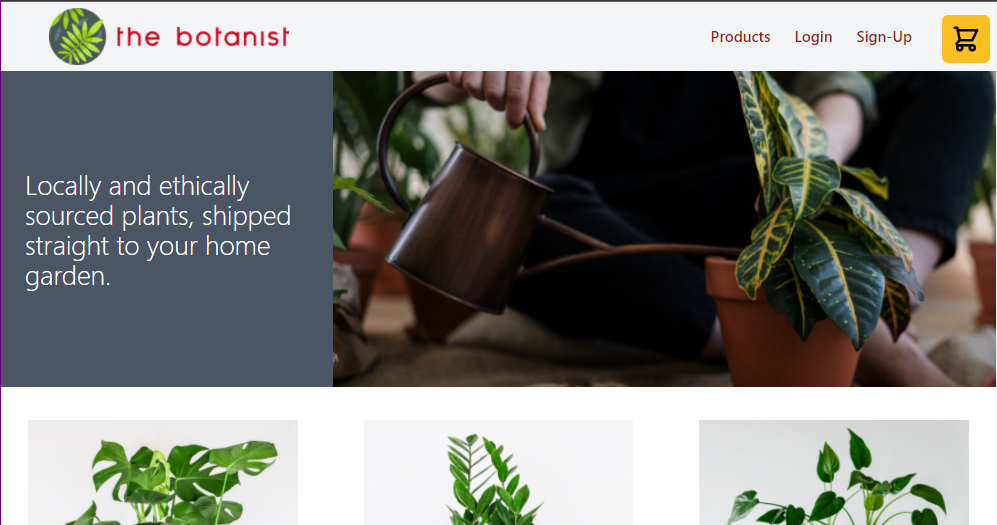 the botanist
Products
Login
Sign-Up
Locally and ethically
sourced plants, shipped
straight to your home
garden.